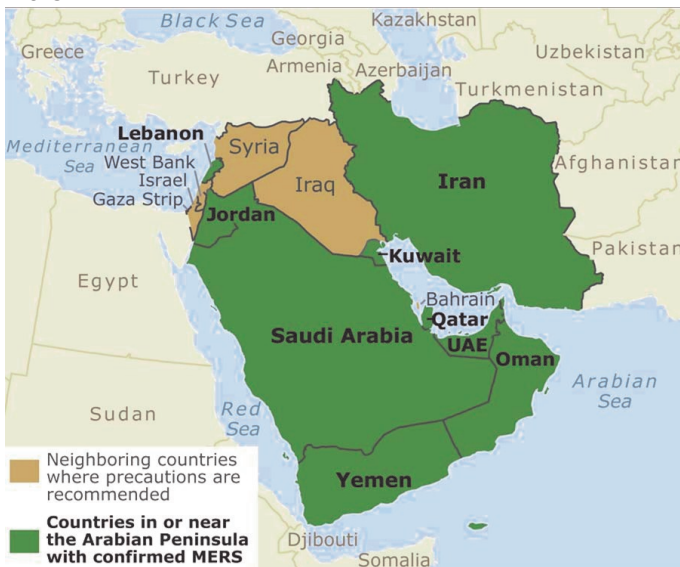 Black Sea
Kazakhstan
Georgia
Greece
Uzbekistan
Armenia
Azerbaijan
Turkey
Turkmenistan
Lebanon
Mediterranean
Sea
Syria
West Bank
Afghanistan
Israel
Iraq
Iran
Gaza Strip
Jordan
Pakistan
Kuwait
Egypt
Bahrain
Qatar
Saudi Arabia
UAE
Oman
Arabian
Sea
Sudan
Red
Sea
Neighboring countries
where precautions are
recommended
Yemen
Countries in or near
the Arabian Peninsula
with confirmed MERS
Djibouti
Somalia